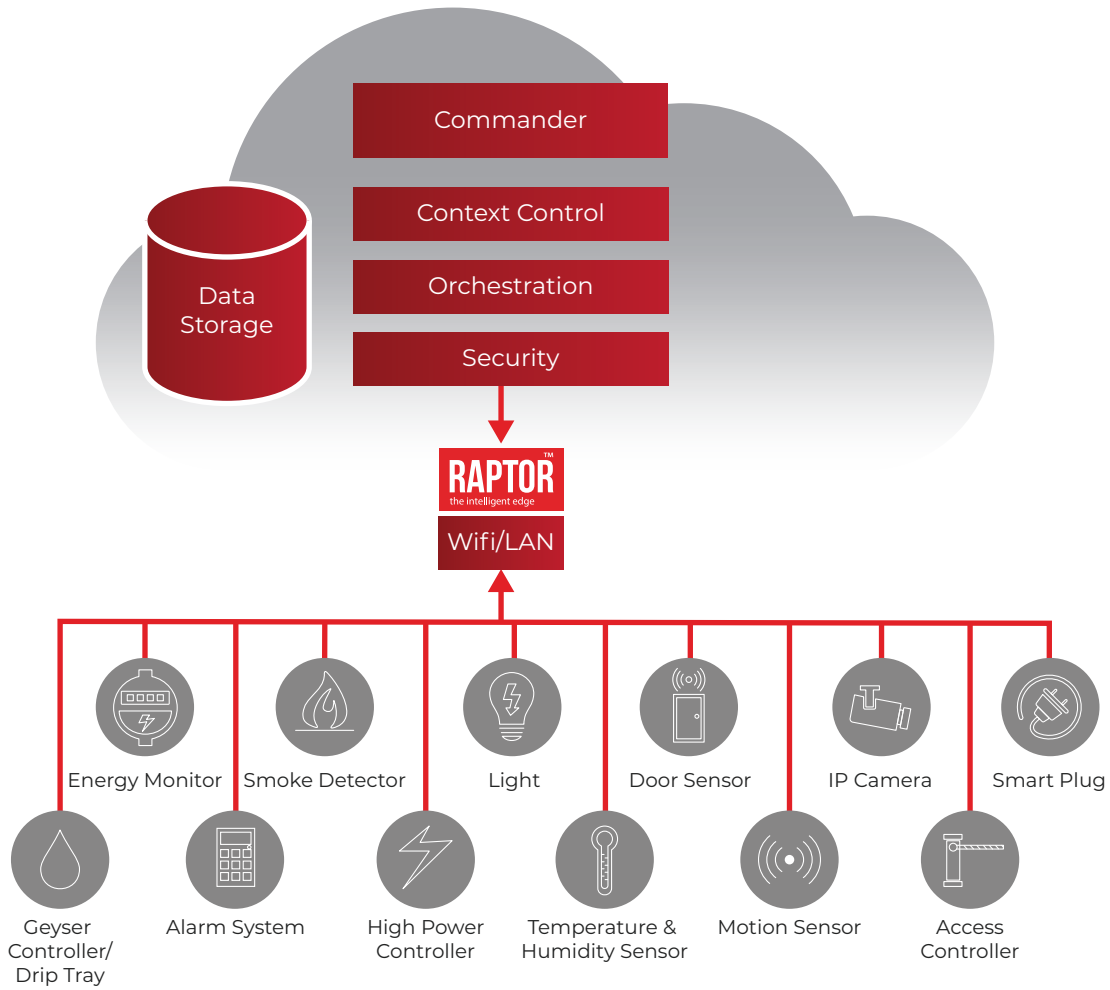 Commander
Context Control
Orchestration
Security
Data
Storage
RAPTOR™
the intelligent edge
Wifi/LAN
Energy Monitor
Smoke Detector
Light
Door Sensor
IP Camera
Smart Plug
Geyser
Controller/
Drip Tray
Alarm System
High Power
Controller
Temperature &
Humidity Sensor
Motion Sensor
Access
Controller